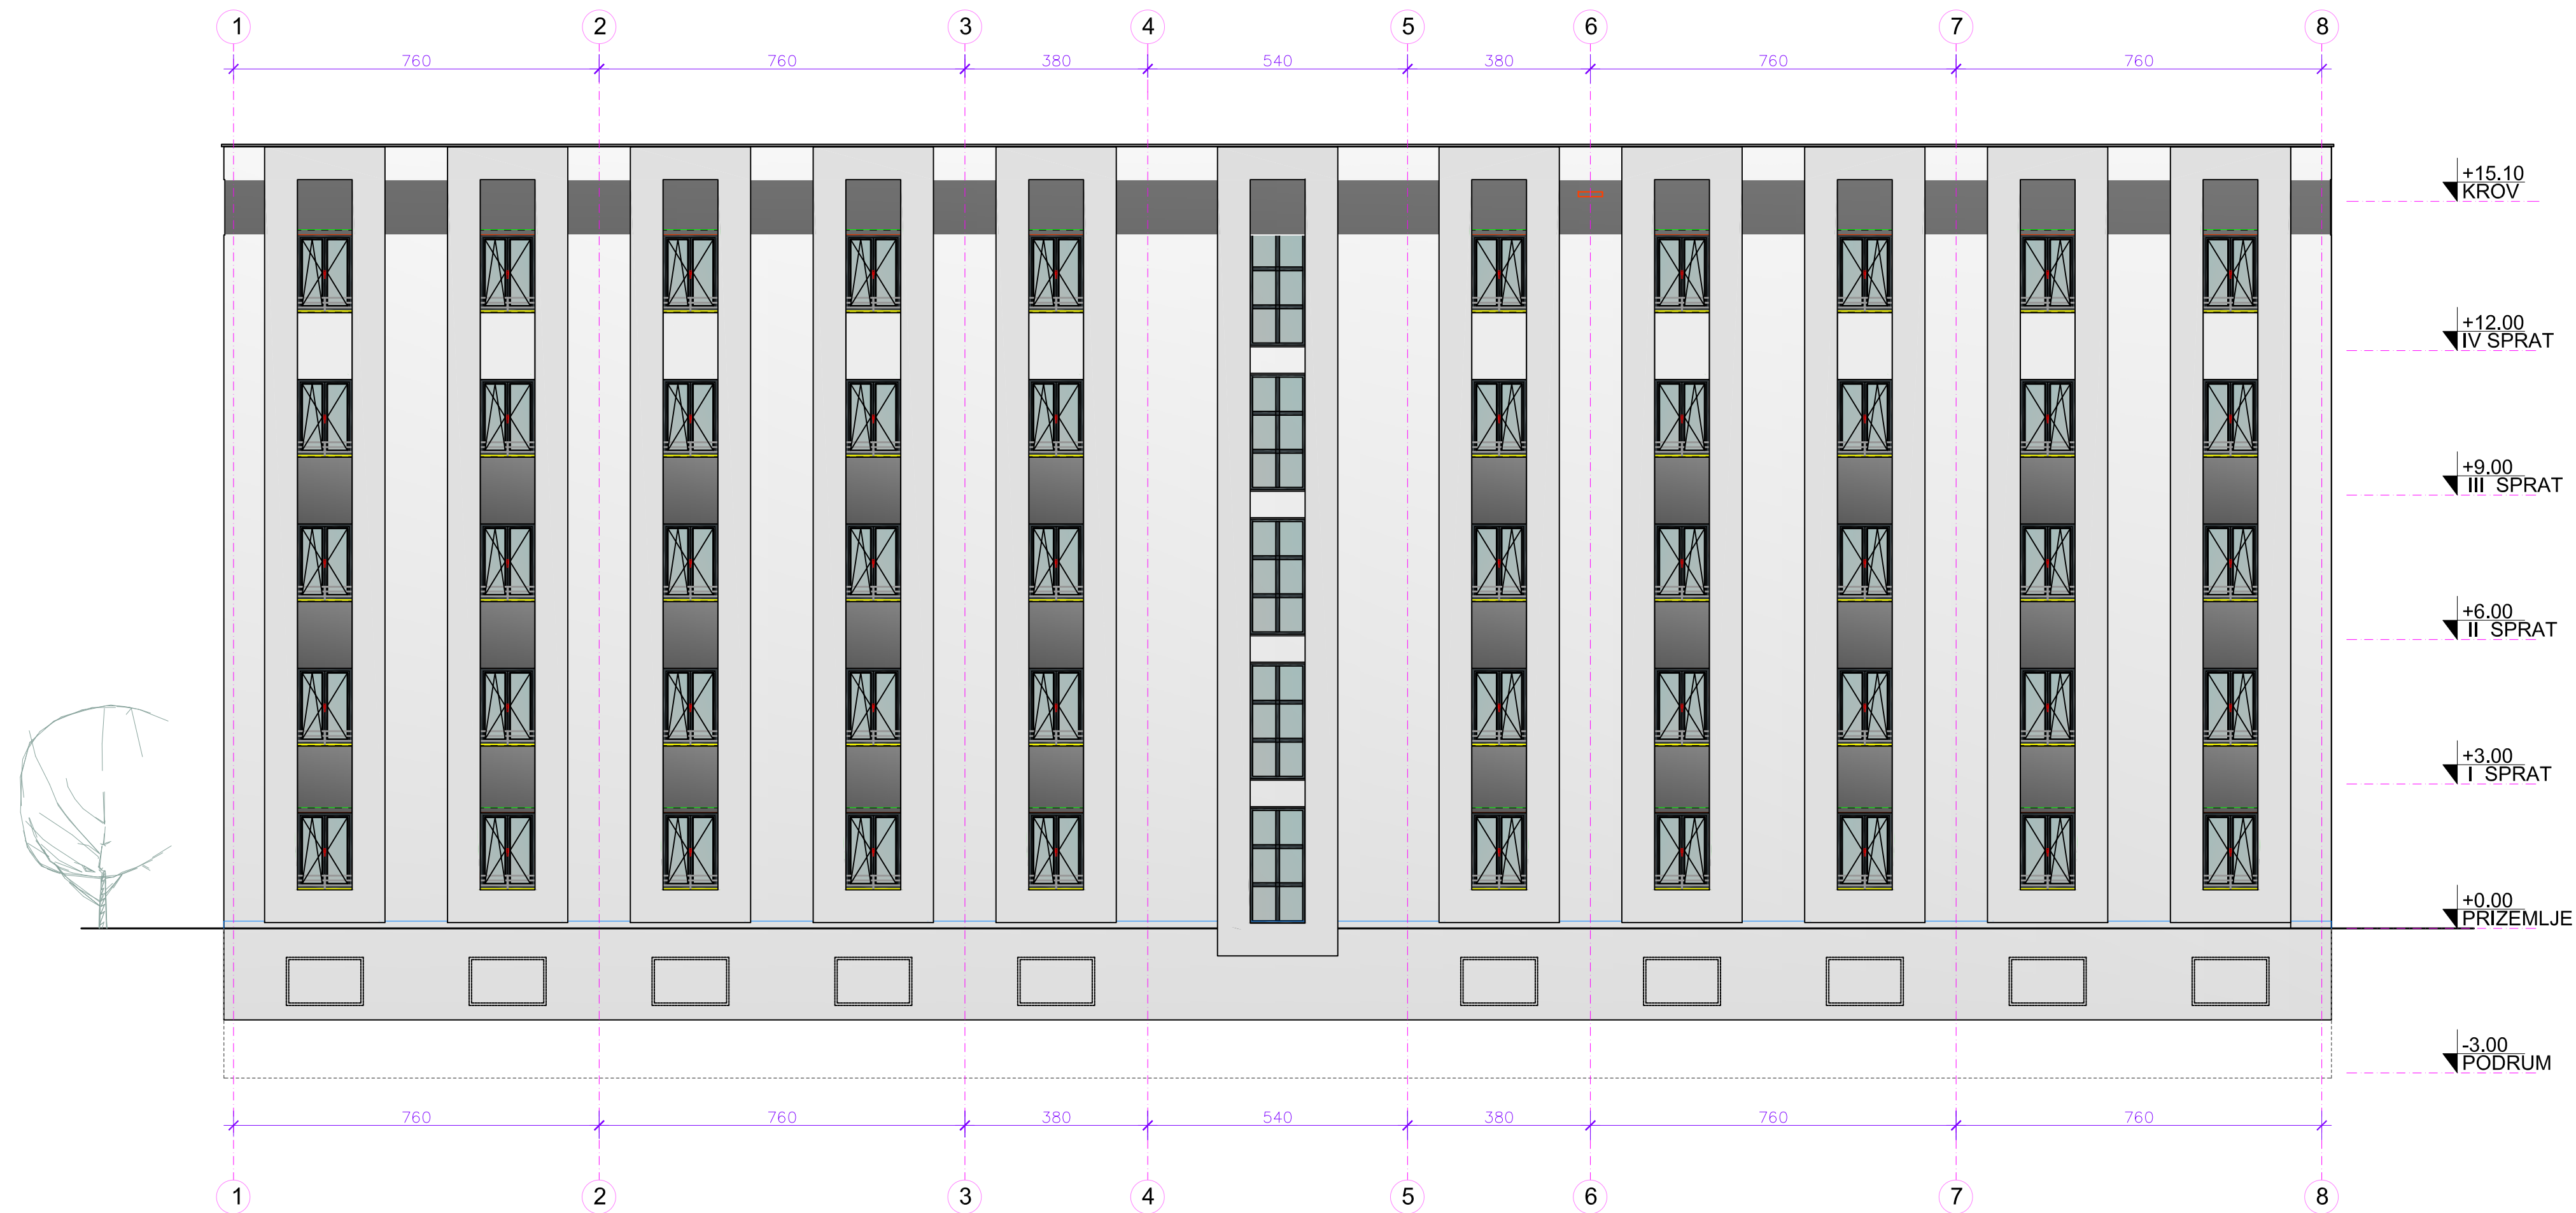 1 2 3 4 5 6 7 8
760 760 380 540 380 760 760
+15.10
KROV
+12.00
IV SPRAT
+9.00
III SPRAT
+6.00
II SPRAT
+3.00
I SPRAT
+0.00
PRIZEMLJE
-3.00
PODRUM
760 760 380 540 380 760 760
1 2 3 4 5 6 7 8